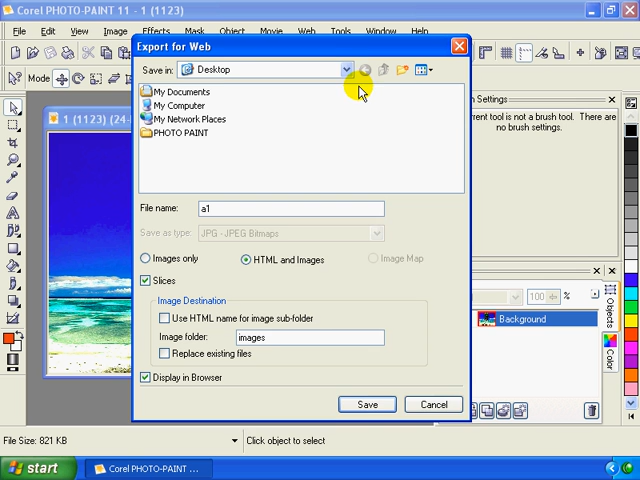 Corel PHOTO-PAINT 11 - 1 (1123)
File Edit View Image Effects Mask Object Movie Web Tools Window Help
Export for Web
Save in: Desktop
My Documents
My Computer
My Network Places
PHOTO PAINT
File name: a1
Save as type: JPG - JPEG Bitmaps
Images only HTML and Images Image Map
Slices
Image Destination
Use HTML name for image sub-folder
Image folder: images
Replace existing files
Display in Browser
Save Cancel
Mode
1 (1123) (24-
Settings
rent tool is not a brush tool. There are
no brush settings.
100 %
Background
Objects
Color
File Size: 821 KB Click object to select
start Corel PHOTO-PAINT ... 9:41